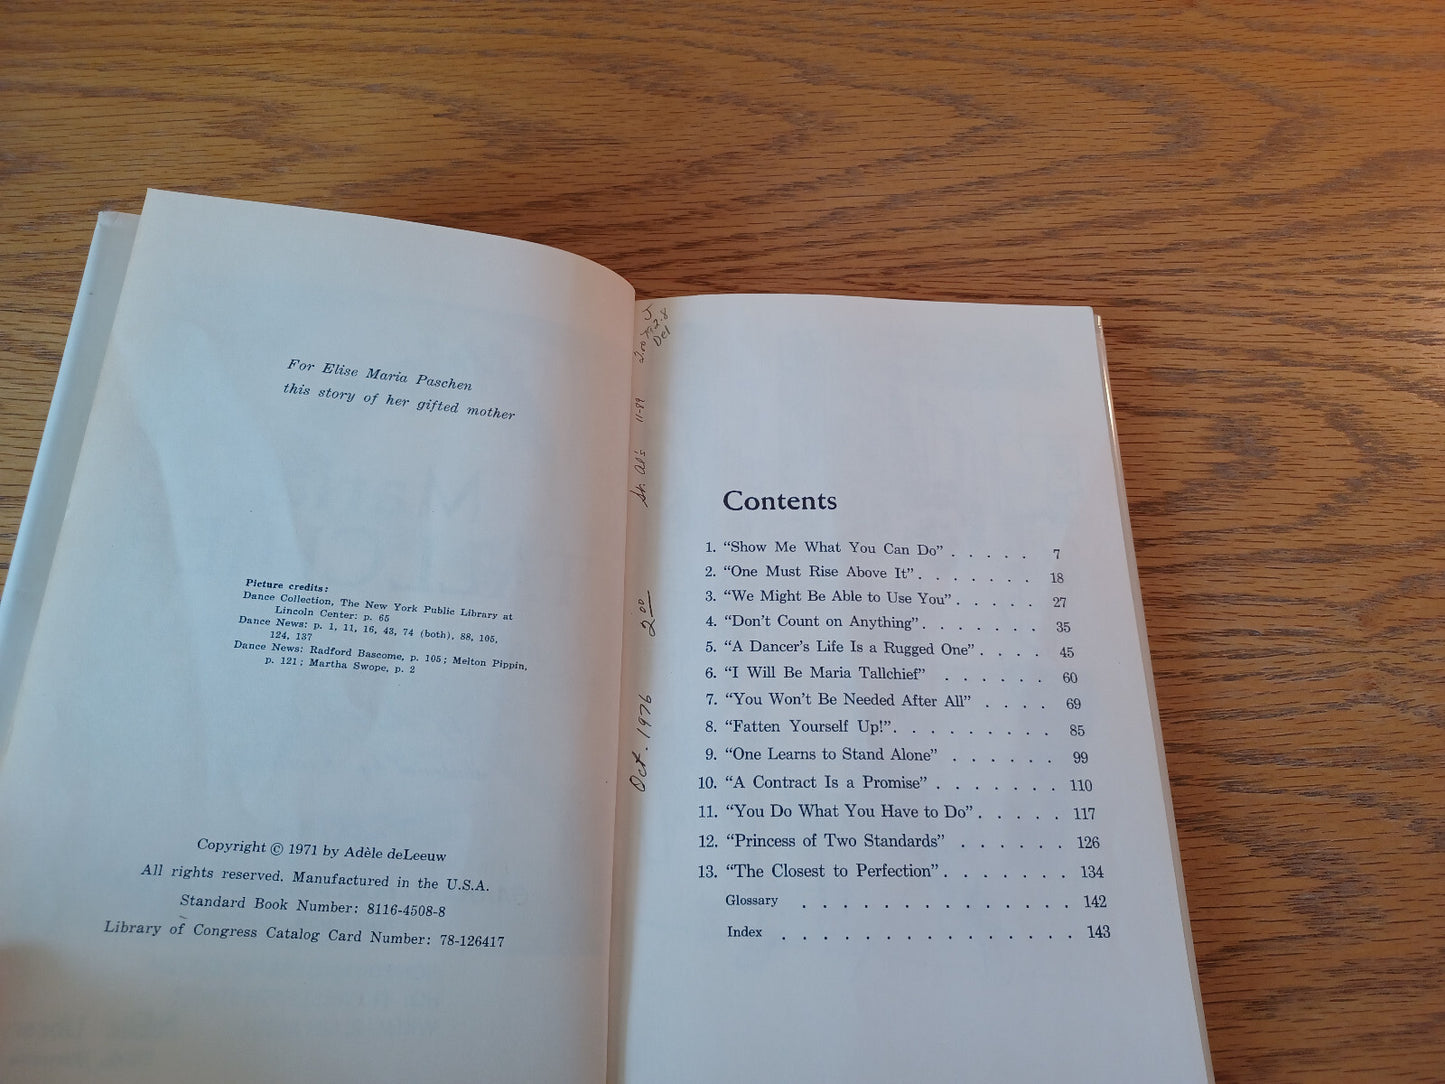 For Elise Maria Paschen
this story of her gifted mother
Picture credits:
Dance Collection, The New York Public Library at
Lincoln Center: p. 65
Dance News: p. 1, 11, 16, 43, 74 (both), 88, 105,
124, 137
Dance News: Radford Bascome, p. 105; Melton Pippin,
p. 121; Martha Swope, p. 2
Copyright © 1971 by Adèle deLeeuw
All rights reserved. Manufactured in the U.S.A.
Standard Book Number: 8116-4508-8
Library of Congress Catalog Card Number: 78-126417
Oct. 1976 2.00 11-89
Contents
1. “Show Me What You Can Do” . . . . . 7
2. “One Must Rise Above It” . . . . . . 18
3. “We Might Be Able to Use You” . . . . . 27
4. “Don’t Count on Anything” . . . . . . 35
5. “A Dancer’s Life Is a Rugged One” . . . . 45
6. “I Will Be Maria Tallchief” . . . . . 60
7. “You Won’t Be Needed After All” . . . . 69
8. “Fatten Yourself Up!” . . . . . . . . 85
9. “One Learns to Stand Alone” . . . . . . 99
10. “A Contract Is a Promise” . . . . . . 110
11. “You Do What You Have to Do” . . . . . 117
12. “Princess of Two Standards” . . . . . . 126
13. “The Closest to Perfection” . . . . . . . 134
Glossary . . . . . . . . . . . . . . 142
Index . . . . . . . . . . . . . . . 143